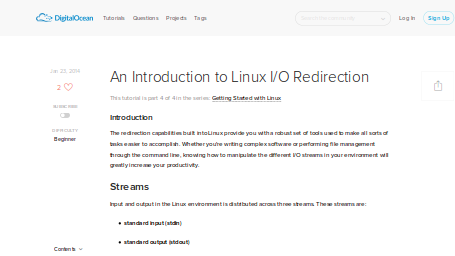 DigitalOcean Tutorials Questions Projects Tags Log In Sign Up
Jan 23, 2014
2
SUBSCRIBE
DIFFICULTY
Beginner
An Introduction to Linux I/O Redirection
This tutorial is part 4 of 4 in the series: Getting Started with Linux
Introduction
The redirection capabilities built into Linux provide you with a robust set of tools used to make all sorts of
tasks easier to accomplish. Whether you're writing complex software or performing file management
through the command line, knowing how to manipulate the different I/O streams in your environment will
greatly increase your productivity.
Streams
Input and output in the Linux environment is distributed across three streams. These streams are:
• standard input (stdin)
• standard output (stdout)
Contents